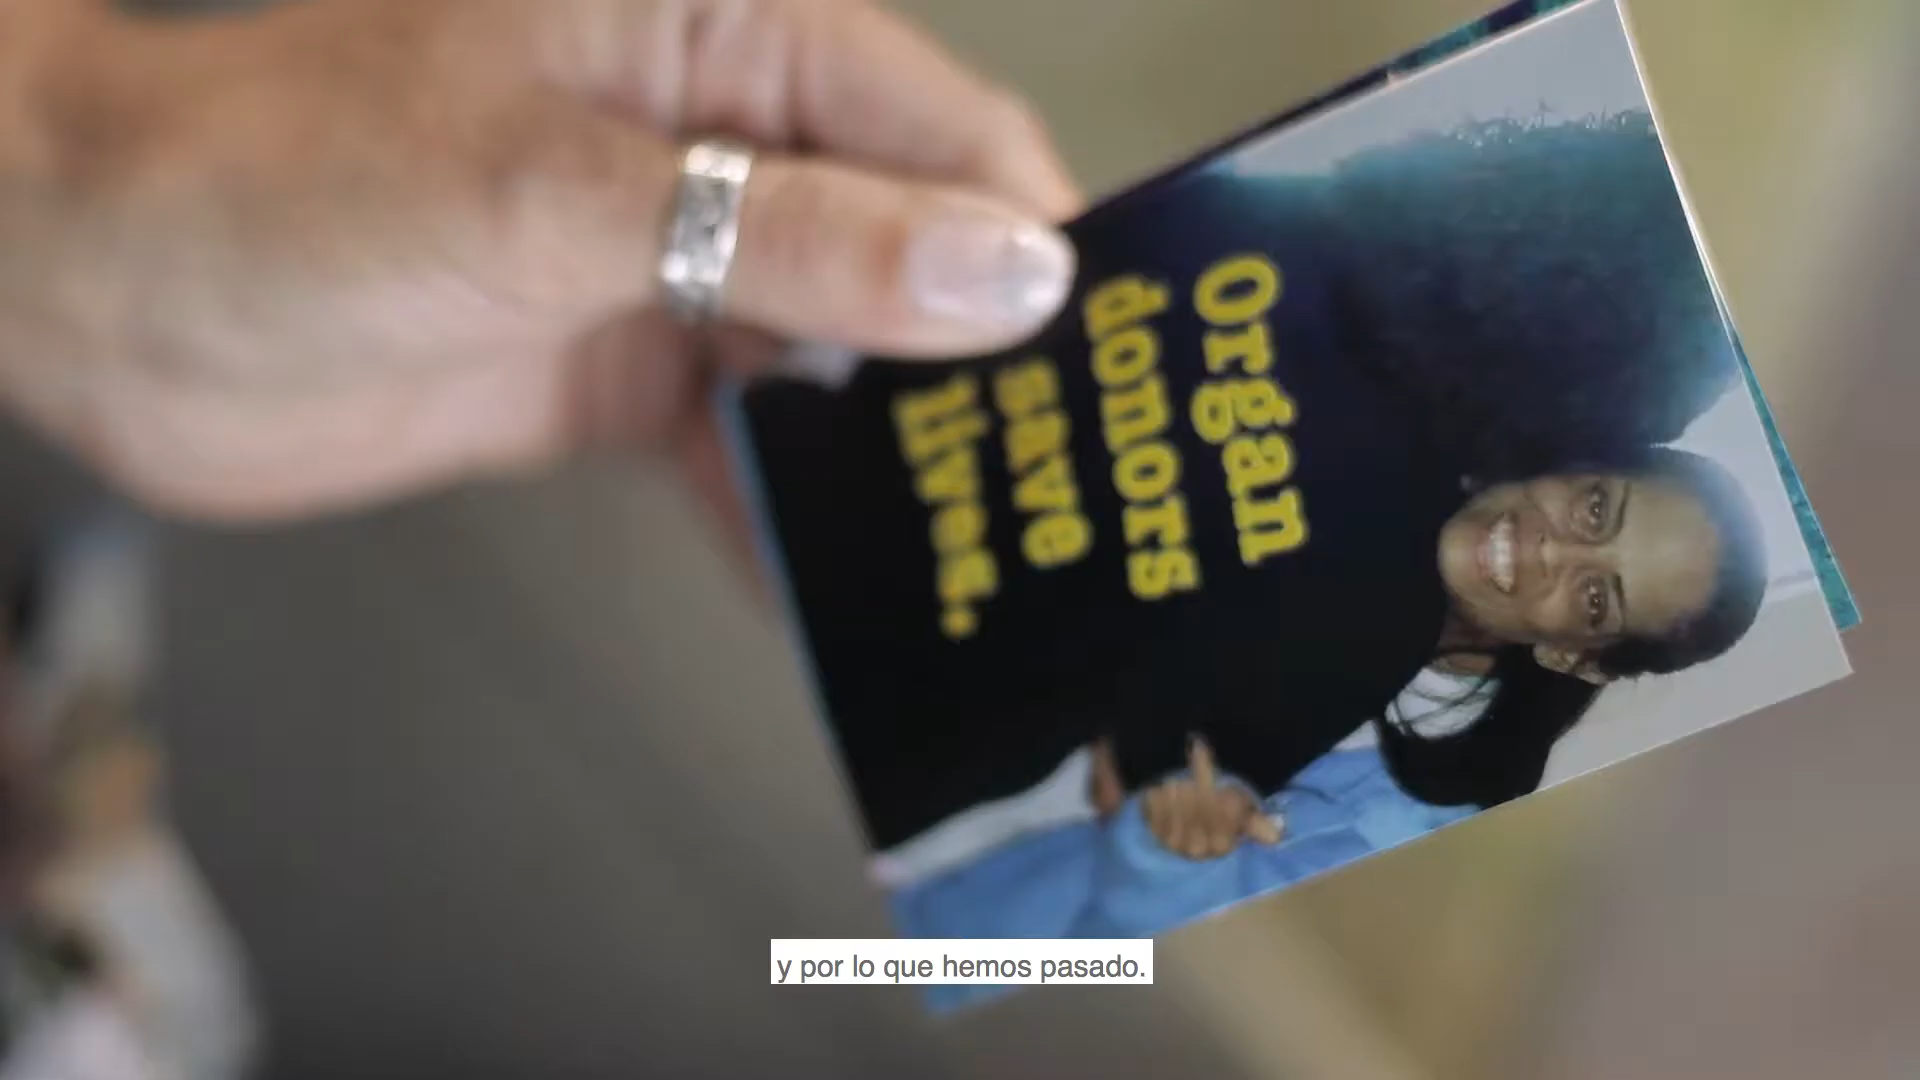 Organ
donors
save
lives.
y por lo que hemos pasado.